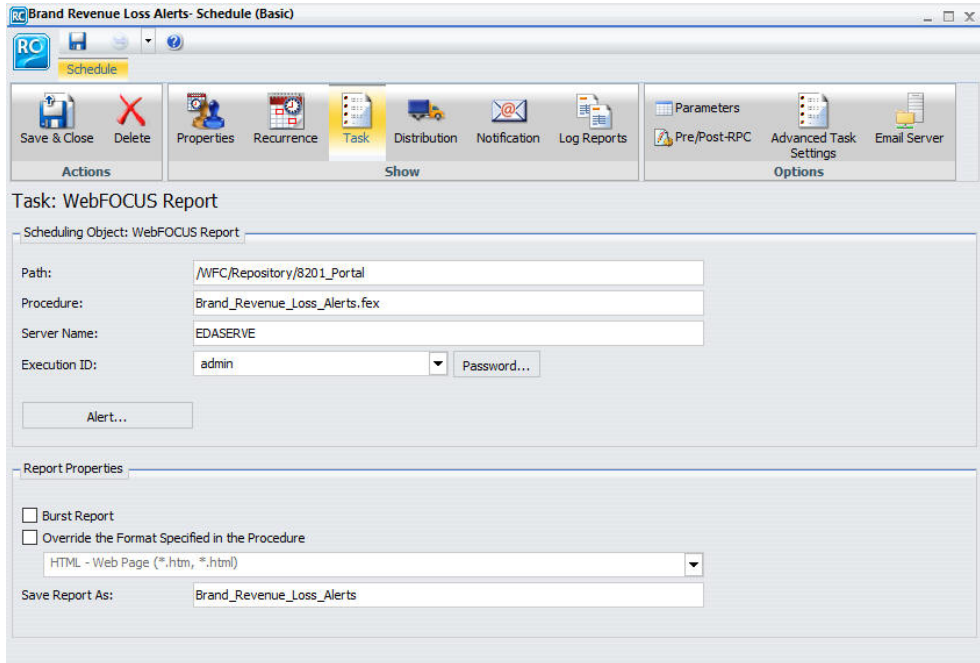 RC Brand Revenue Loss Alerts- Schedule (Basic)
RC
Schedule
Save & Close Delete Properties Recurrence Task Distribution Notification Log Reports Parameters Pre/Post-RPC Advanced Task Settings Email Server
Actions Show Options
Task: WebFOCUS Report
Scheduling Object: WebFOCUS Report
Path: /WFC/Repository/8201_Portal
Procedure: Brand_Revenue_Loss_Alerts.fex
Server Name: EDASERVE
Execution ID: admin Password...
Alert...
Report Properties
Burst Report
Override the Format Specified in the Procedure
HTML - Web Page (*.htm, *.html)
Save Report As: Brand_Revenue_Loss_Alerts